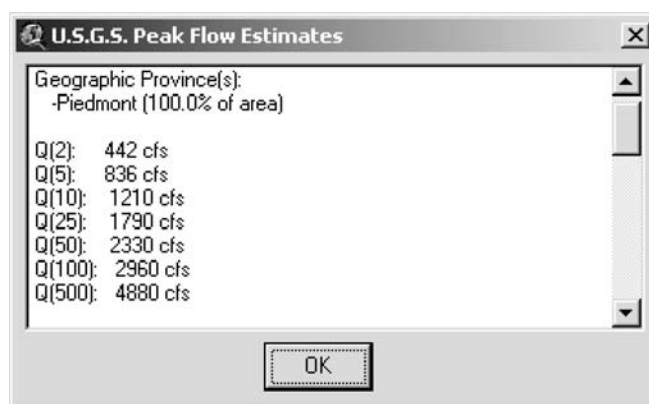 U.S.G.S. Peak Flow Estimates
Geographic Province(s):
-Piedmont (100.0% of area)
Q(2): 442 cfs
Q(5): 836 cfs
Q(10): 1210 cfs
Q(25): 1790 cfs
Q(50): 2330 cfs
Q(100): 2960 cfs
Q(500): 4880 cfs
OK